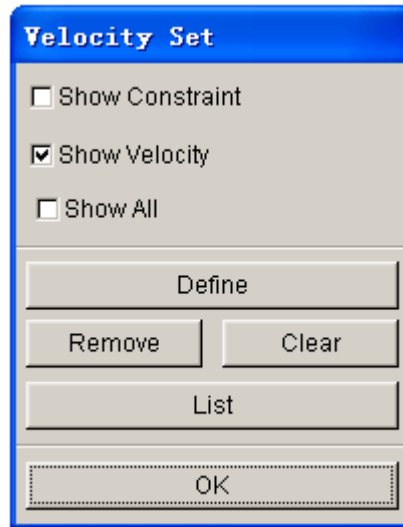 Velocity Set
Show Constraint
Show Velocity
Show All
Define
Remove Clear
List
OK